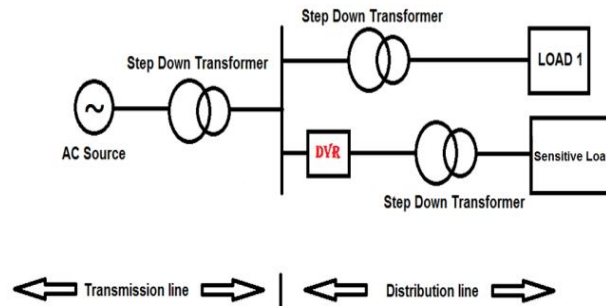 Step Down Transformer
Step Down Transformer
LOAD 1
~
AC Source
DVR
Sensitive Load
Step Down Transformer
Transmission line
Distribution line